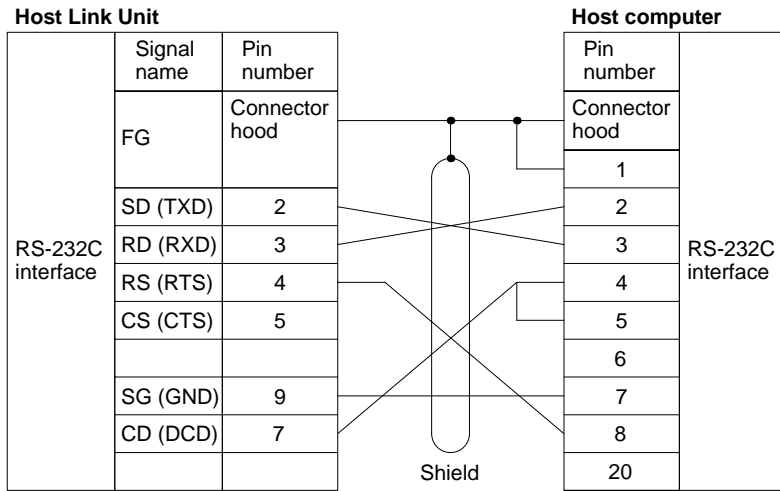 Host Link Unit
Host computer
Signal name
Pin number
Pin number
FG
Connector hood
Connector hood
1
SD (TXD) 2
2
RD (RXD) 3
3
RS-232C interface
RS-232C interface
RS (RTS) 4
4
CS (CTS) 5
5
6
SG (GND) 9
7
CD (DCD) 7
8
Shield
20